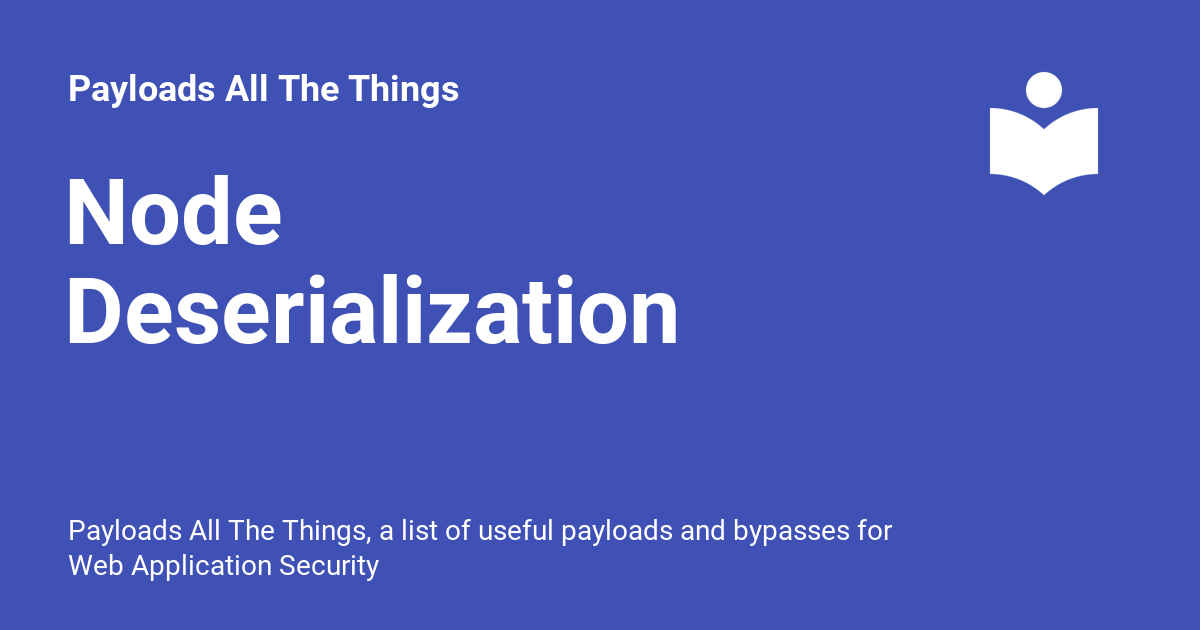 Payloads All The Things
Node
Deserialization
Payloads All The Things, a list of useful payloads and bypasses for
Web Application Security